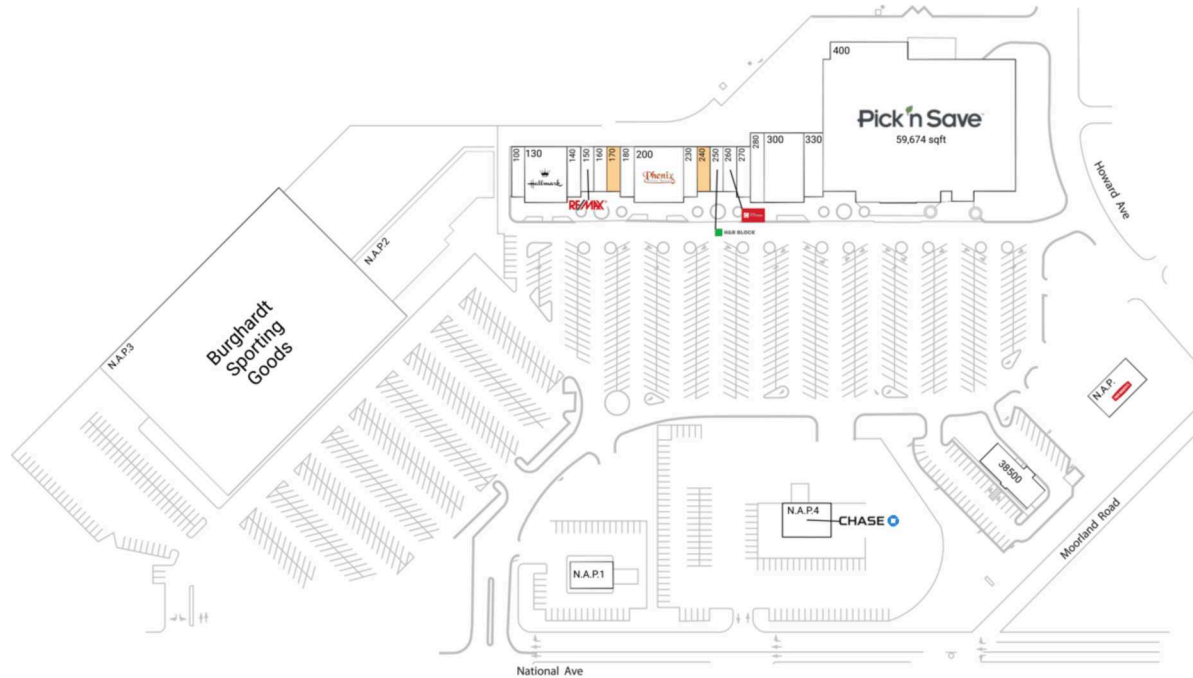 400
Pick'n Save
59,674 sqft
100
130
Hallmark
140
150
160
170
180
200
Phenix
230
240
250
260
270
280
300
330
RE/MAX
H&R BLOCK
Howard Ave
N.A.P.2
N.A.P.3
Burghardt
Sporting
Goods
N.A.P.
38500
Moorland Road
N.A.P.4
CHASE
N.A.P.1
National Ave